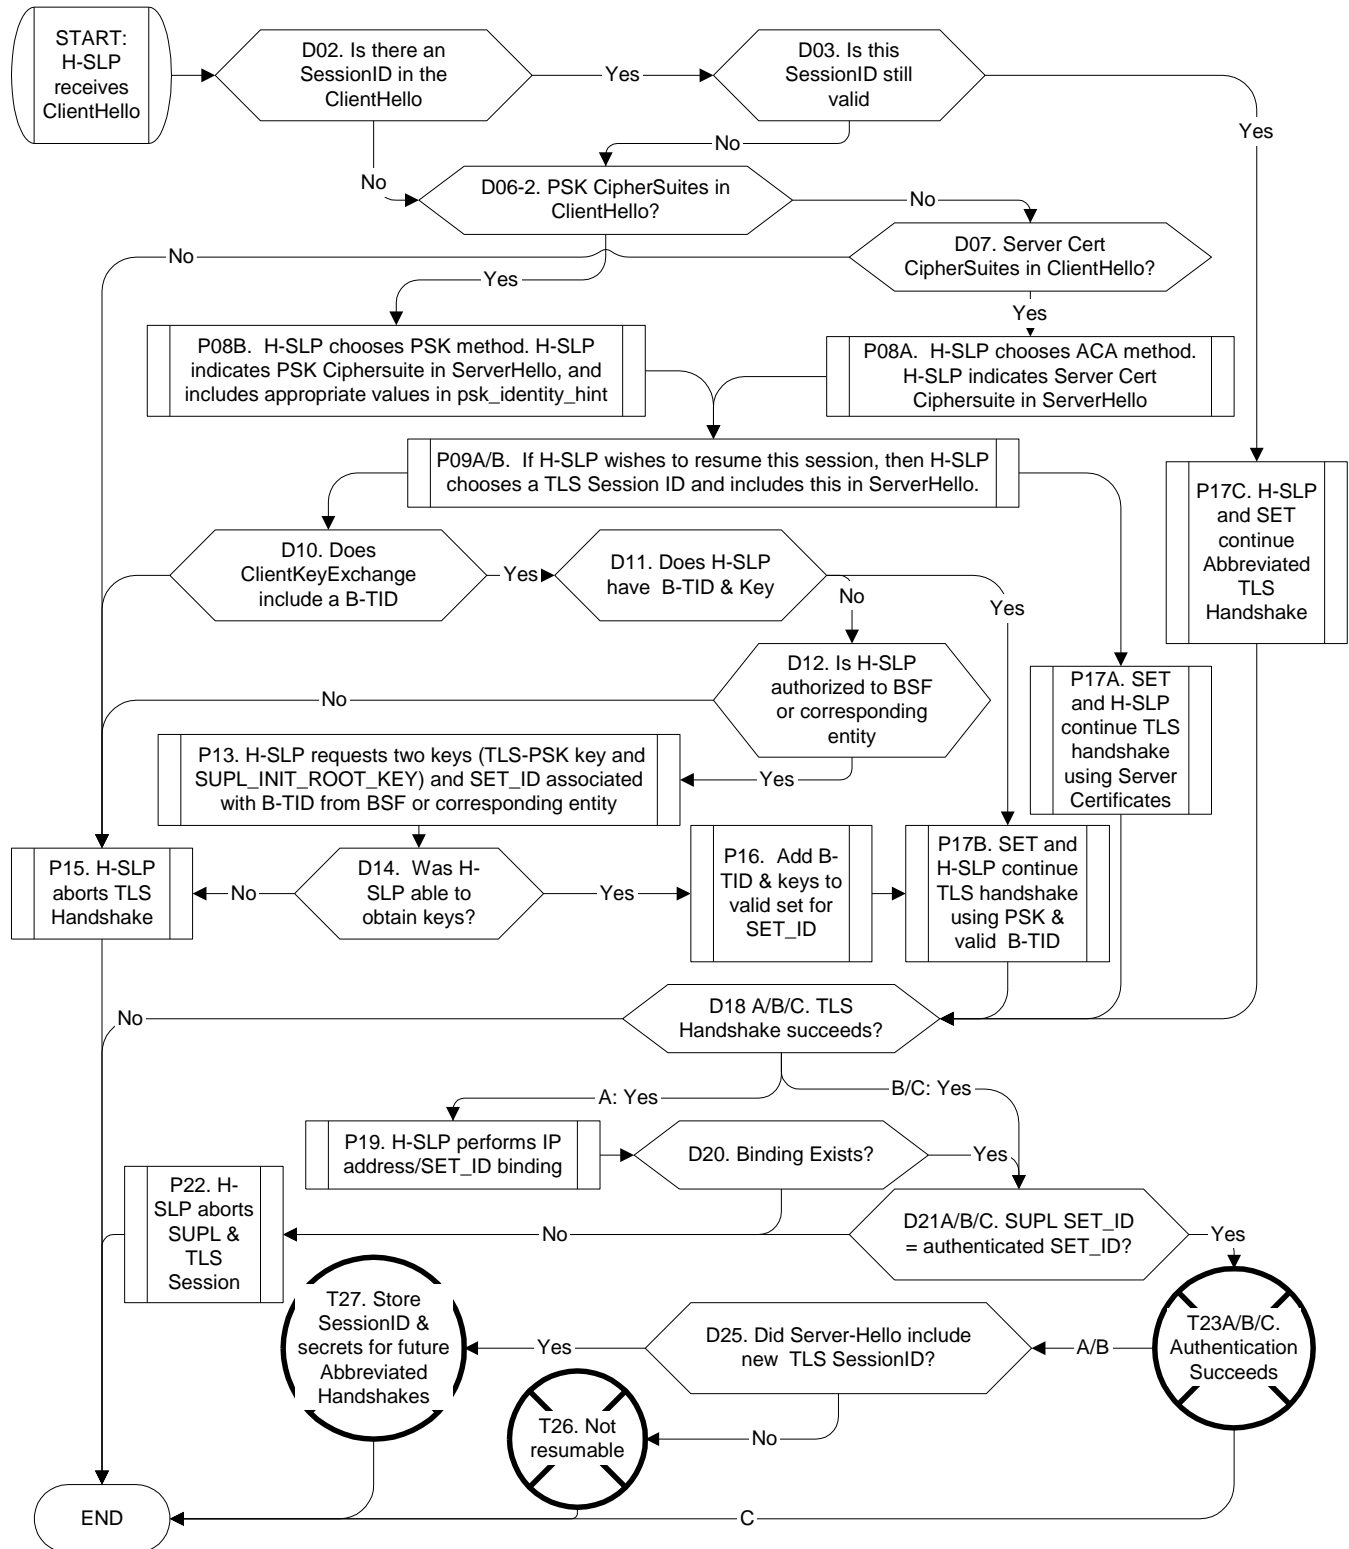 START:
H-SLP
receives
ClientHello
D02. Is there an
SessionID in the
ClientHello
Yes
D03. Is this
SessionID still
valid
Yes
No
No
D06-2. PSK CipherSuites in
ClientHello?
No
D07. Server Cert
CipherSuites in ClientHello?
No
Yes
Yes
P08B. H-SLP chooses PSK method. H-SLP
indicates PSK Ciphersuite in ServerHello, and
includes appropriate values in psk_identity_hint
P08A. H-SLP chooses ACA method.
H-SLP indicates Server Cert
Ciphersuite in ServerHello
P09A/B. If H-SLP wishes to resume this session, then H-SLP
chooses a TLS Session ID and includes this in ServerHello.
P17C. H-SLP
and SET
continue
Abbreviated
TLS
Handshake
D10. Does
ClientKeyExchange
include a B-TID
Yes
D11. Does H-SLP
have B-TID & Key
No
Yes
D12. Is H-SLP
authorized to BSF
or corresponding
entity
No
Yes
P17A. SET
and H-SLP
continue TLS
handshake
using Server
Certificates
P13. H-SLP requests two keys (TLS-PSK key and
SUPL_INIT_ROOT_KEY) and SET_ID associated
with B-TID from BSF or corresponding entity
P15. H-SLP
aborts TLS
Handshake
No
D14. Was H-
SLP able to
obtain keys?
Yes
P16. Add B-
TID & keys to
valid set for
SET_ID
P17B. SET and
H-SLP continue
TLS handshake
using PSK &
valid B-TID
D18 A/B/C. TLS
Handshake succeeds?
No
A: Yes
B/C: Yes
P19. H-SLP performs IP
address/SET_ID binding
D20. Binding Exists?
Yes
P22. H-
SLP aborts
SUPL &
TLS
Session
No
D21A/B/C. SUPL SET_ID
= authenticated SET_ID?
Yes
T27. Store
SessionID &
secrets for future
Abbreviated
Handshakes
Yes
D25. Did Server-Hello include
new TLS SessionID?
A/B
T23A/B/C.
Authentication
Succeeds
T26. Not
resumable
No
END
C